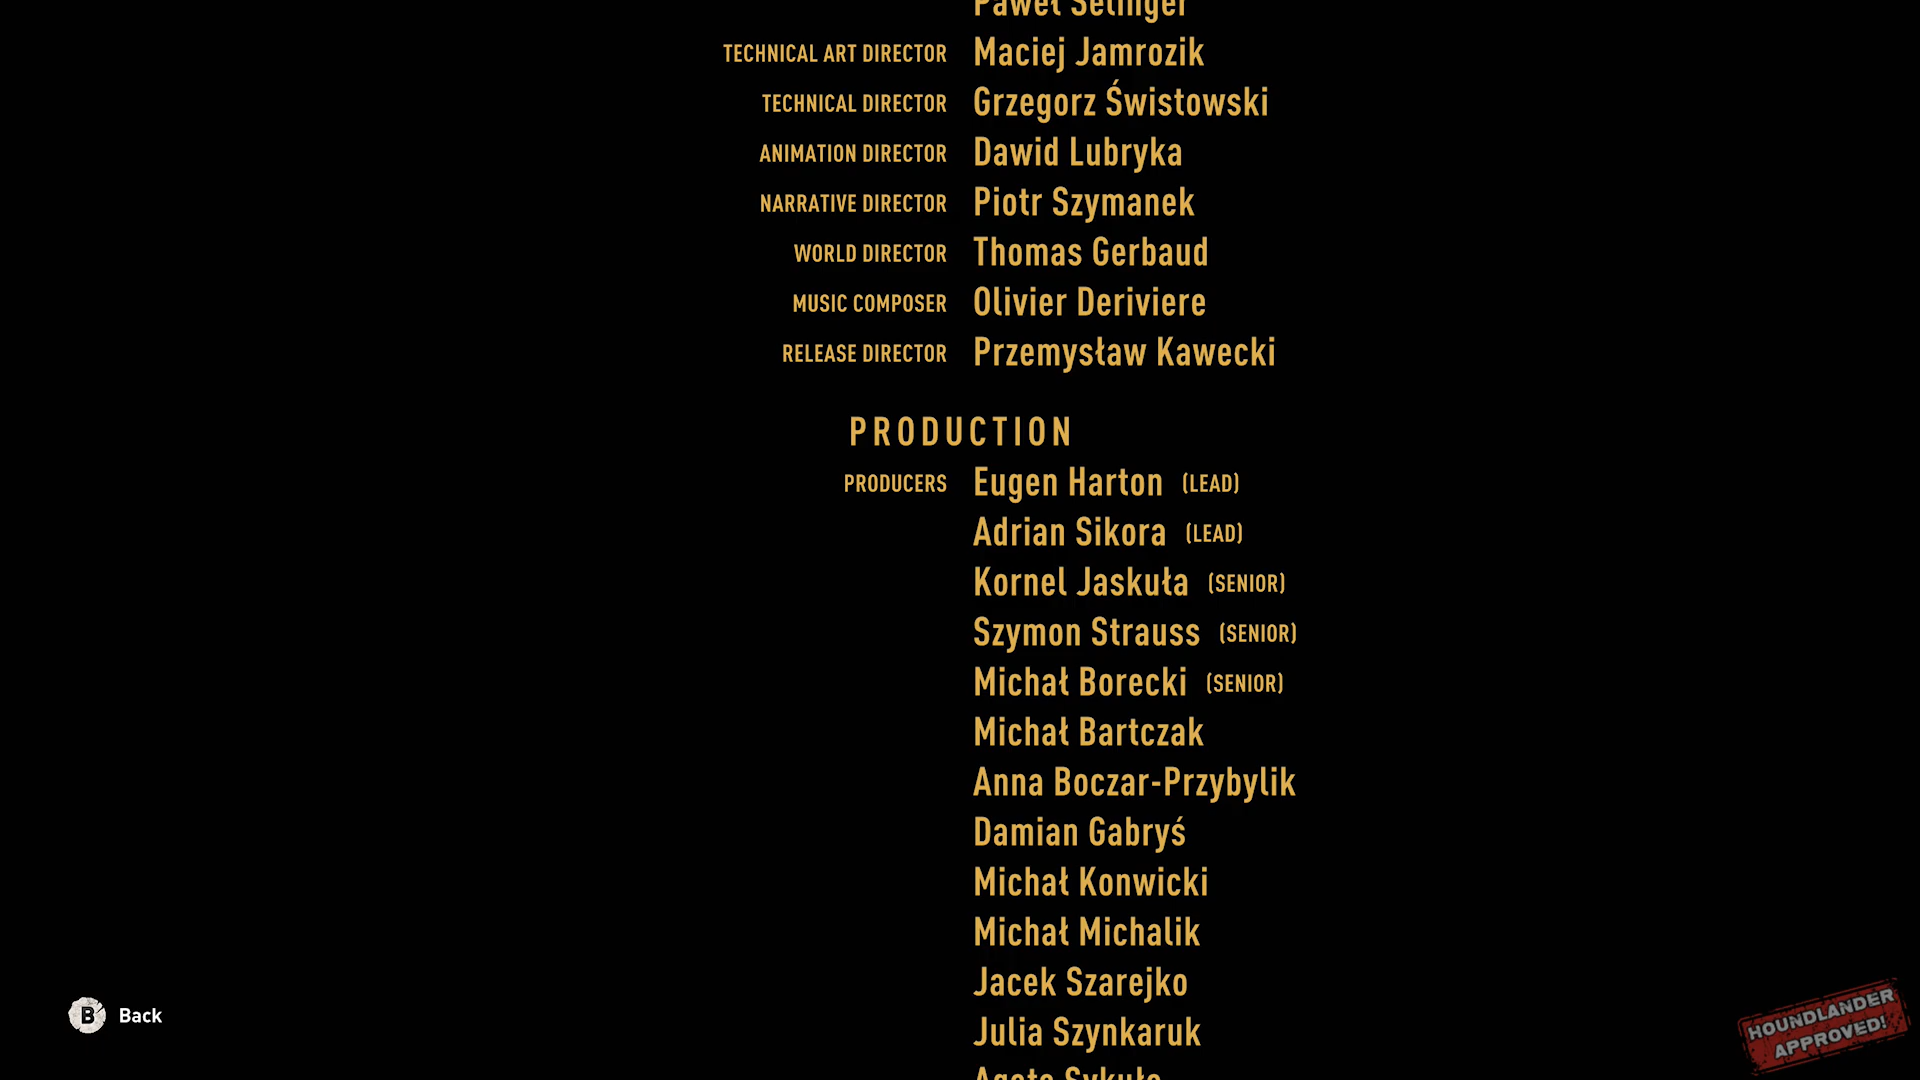 Paweł Selinger
TECHNICAL ART DIRECTOR Maciej Jamrozik
TECHNICAL DIRECTOR Grzegorz Świstowski
ANIMATION DIRECTOR Dawid Lubryka
NARRATIVE DIRECTOR Piotr Szymanek
WORLD DIRECTOR Thomas Gerbaud
MUSIC COMPOSER Olivier Deriviere
RELEASE DIRECTOR Przemysław Kawecki
PRODUCTION
PRODUCERS Eugen Harton (LEAD)
Adrian Sikora (LEAD)
Kornel Jaskuła (SENIOR)
Szymon Strauss (SENIOR)
Michał Borecki (SENIOR)
Michał Bartczak
Anna Boczar-Przybylik
Damian Gabryś
Michał Konwicki
Michał Michalik
Jacek Szarejko
Julia Szynkaruk
B Back
HOUNDLANDER
APPROVED!